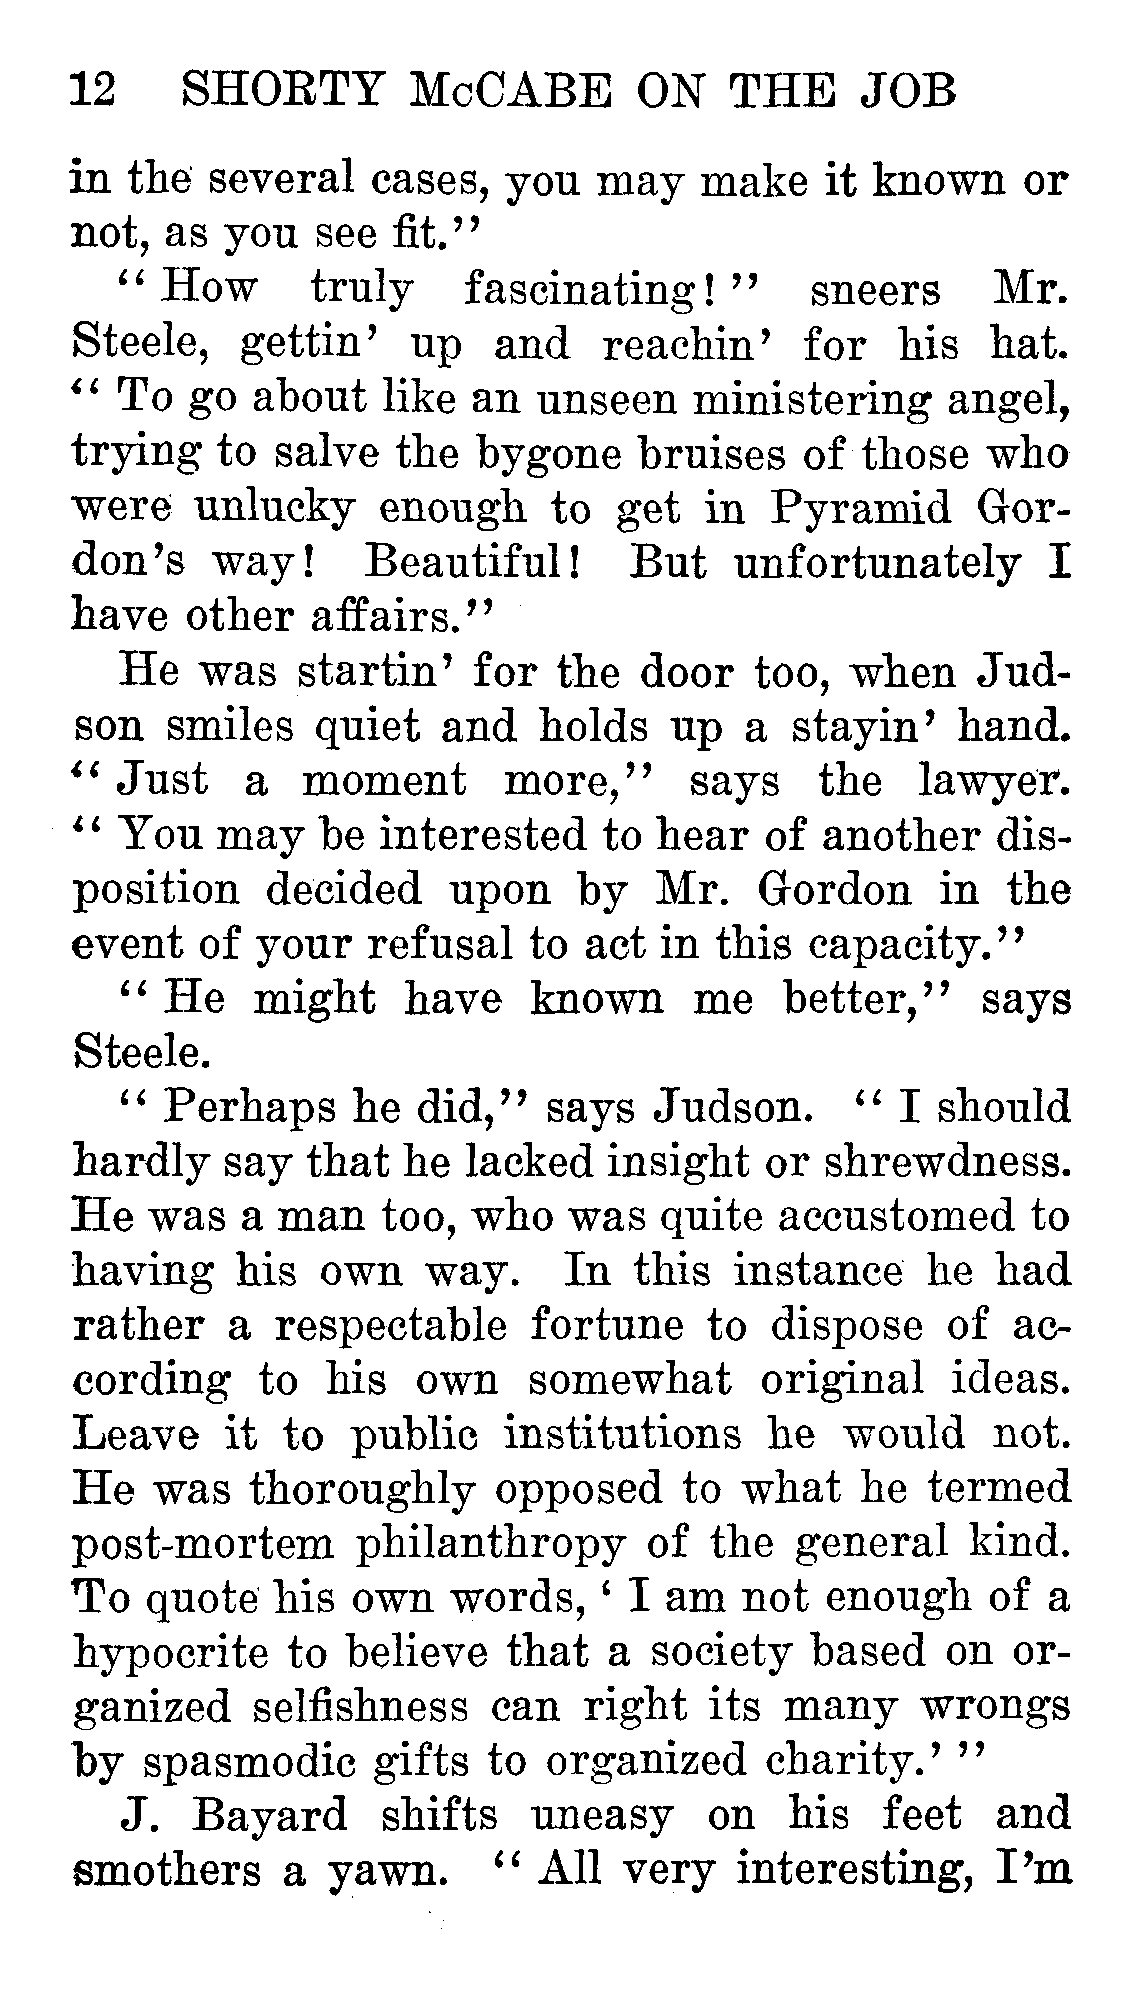 12 SHORTY McCABE ON THE JOB
in the several cases, you may make it known or
not, as you see fit.”
“ How truly fascinating! ” sneers Mr.
Steele, gettin’ up and reachin’ for his hat.
“ To go about like an unseen ministering angel,
trying to salve the bygone bruises of those who
were unlucky enough to get in Pyramid Gor-
don’s way! Beautiful! But unfortunately I
have other affairs.”
He was startin’ for the door too, when Jud-
son smiles quiet and holds up a stayin’ hand.
“ Just a moment more,” says the lawyer.
“ You may be interested to hear of another dis-
position decided upon by Mr. Gordon in the
event of your refusal to act in this capacity.”
“ He might have known me better,” says
Steele.
“ Perhaps he did,” says Judson. “ I should
hardly say that he lacked insight or shrewdness.
He was a man too, who was quite accustomed to
having his own way. In this instance he had
rather a respectable fortune to dispose of ac-
cording to his own somewhat original ideas.
Leave it to public institutions he would not.
He was thoroughly opposed to what he termed
post-mortem philanthropy of the general kind.
To quote his own words, ‘ I am not enough of a
hypocrite to believe that a society based on or-
ganized selfishness can right its many wrongs
by spasmodic gifts to organized charity.’ ”
J. Bayard shifts uneasy on his feet and
smothers a yawn. “ All very interesting, I’m